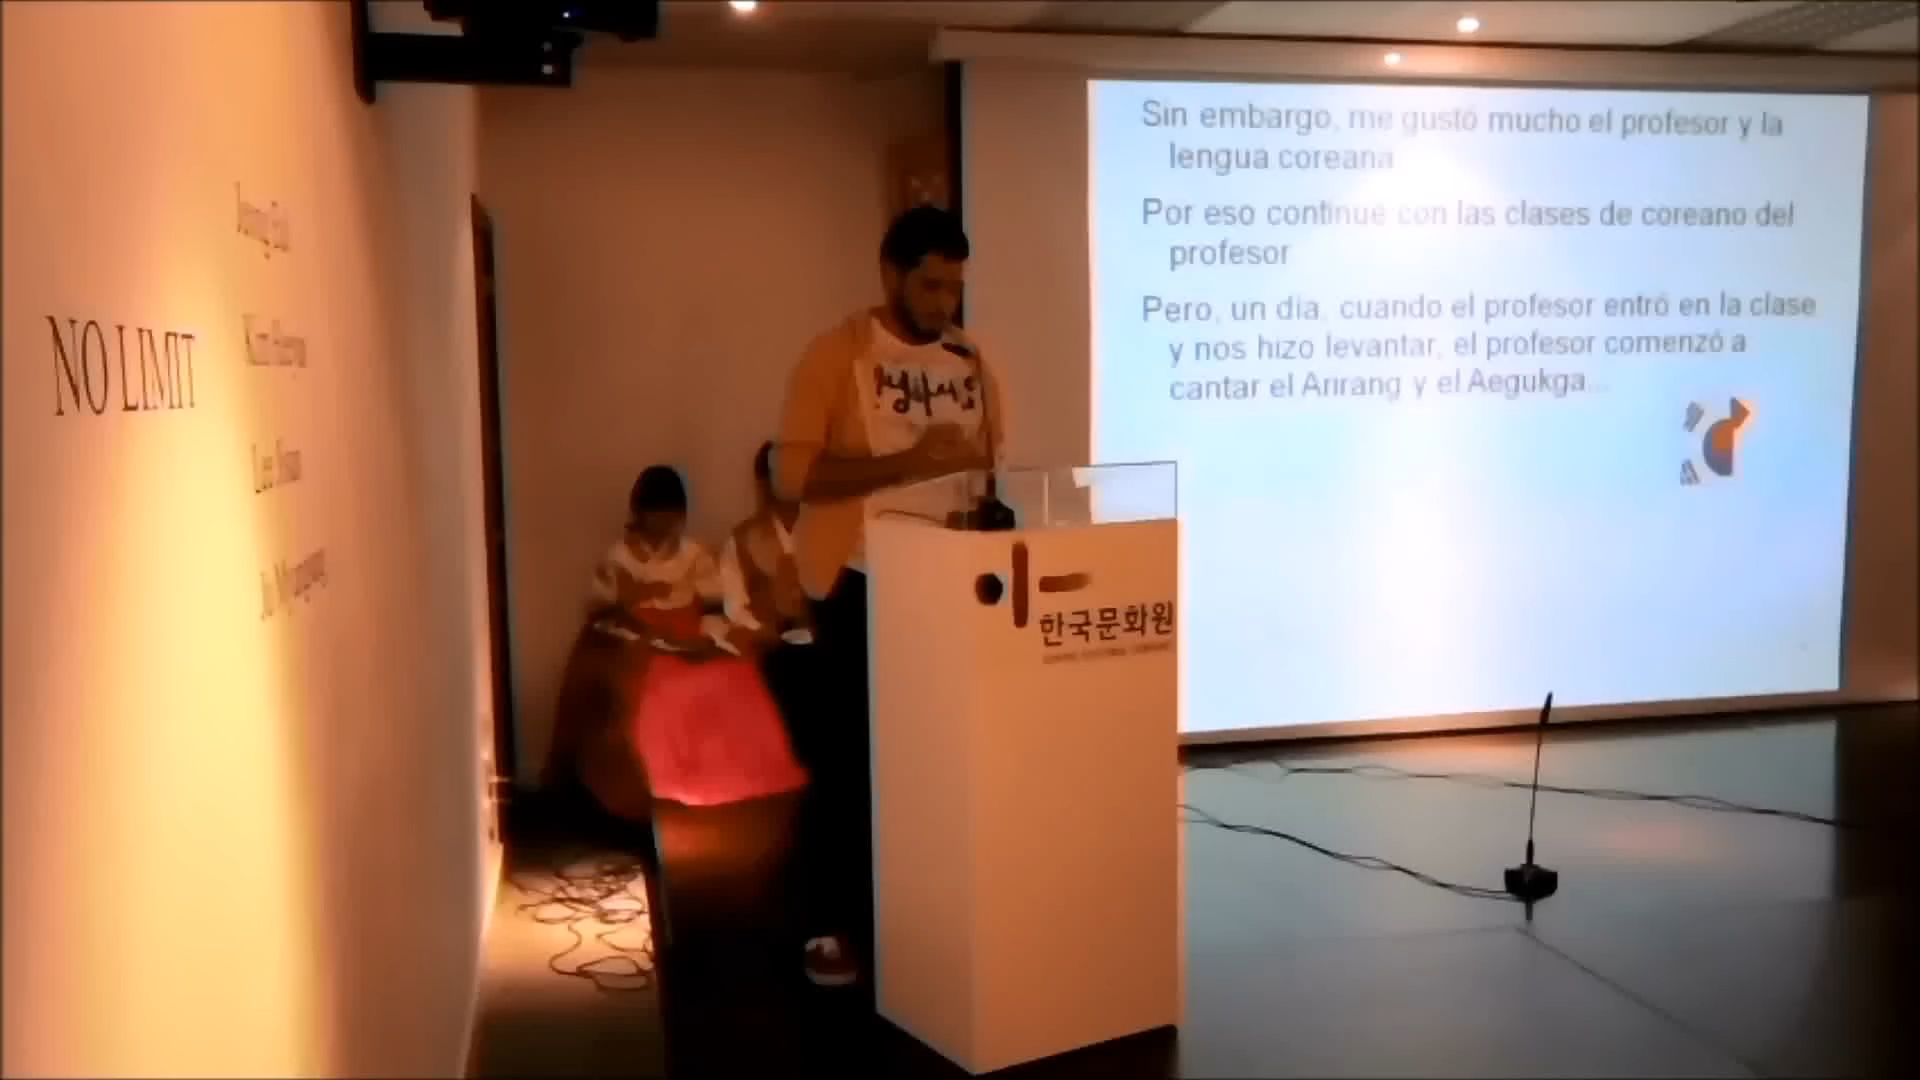 NO LIMIT
Sin embargo, me gustó mucho el profesor y la
lengua coreana
Por eso continué con las clases de coreano del
profesor
Pero, un día, cuando el profesor entró en la clase
y nos hizo levantar, el profesor comenzó a
cantar el Arirang y el Aegukga...
한국문화원